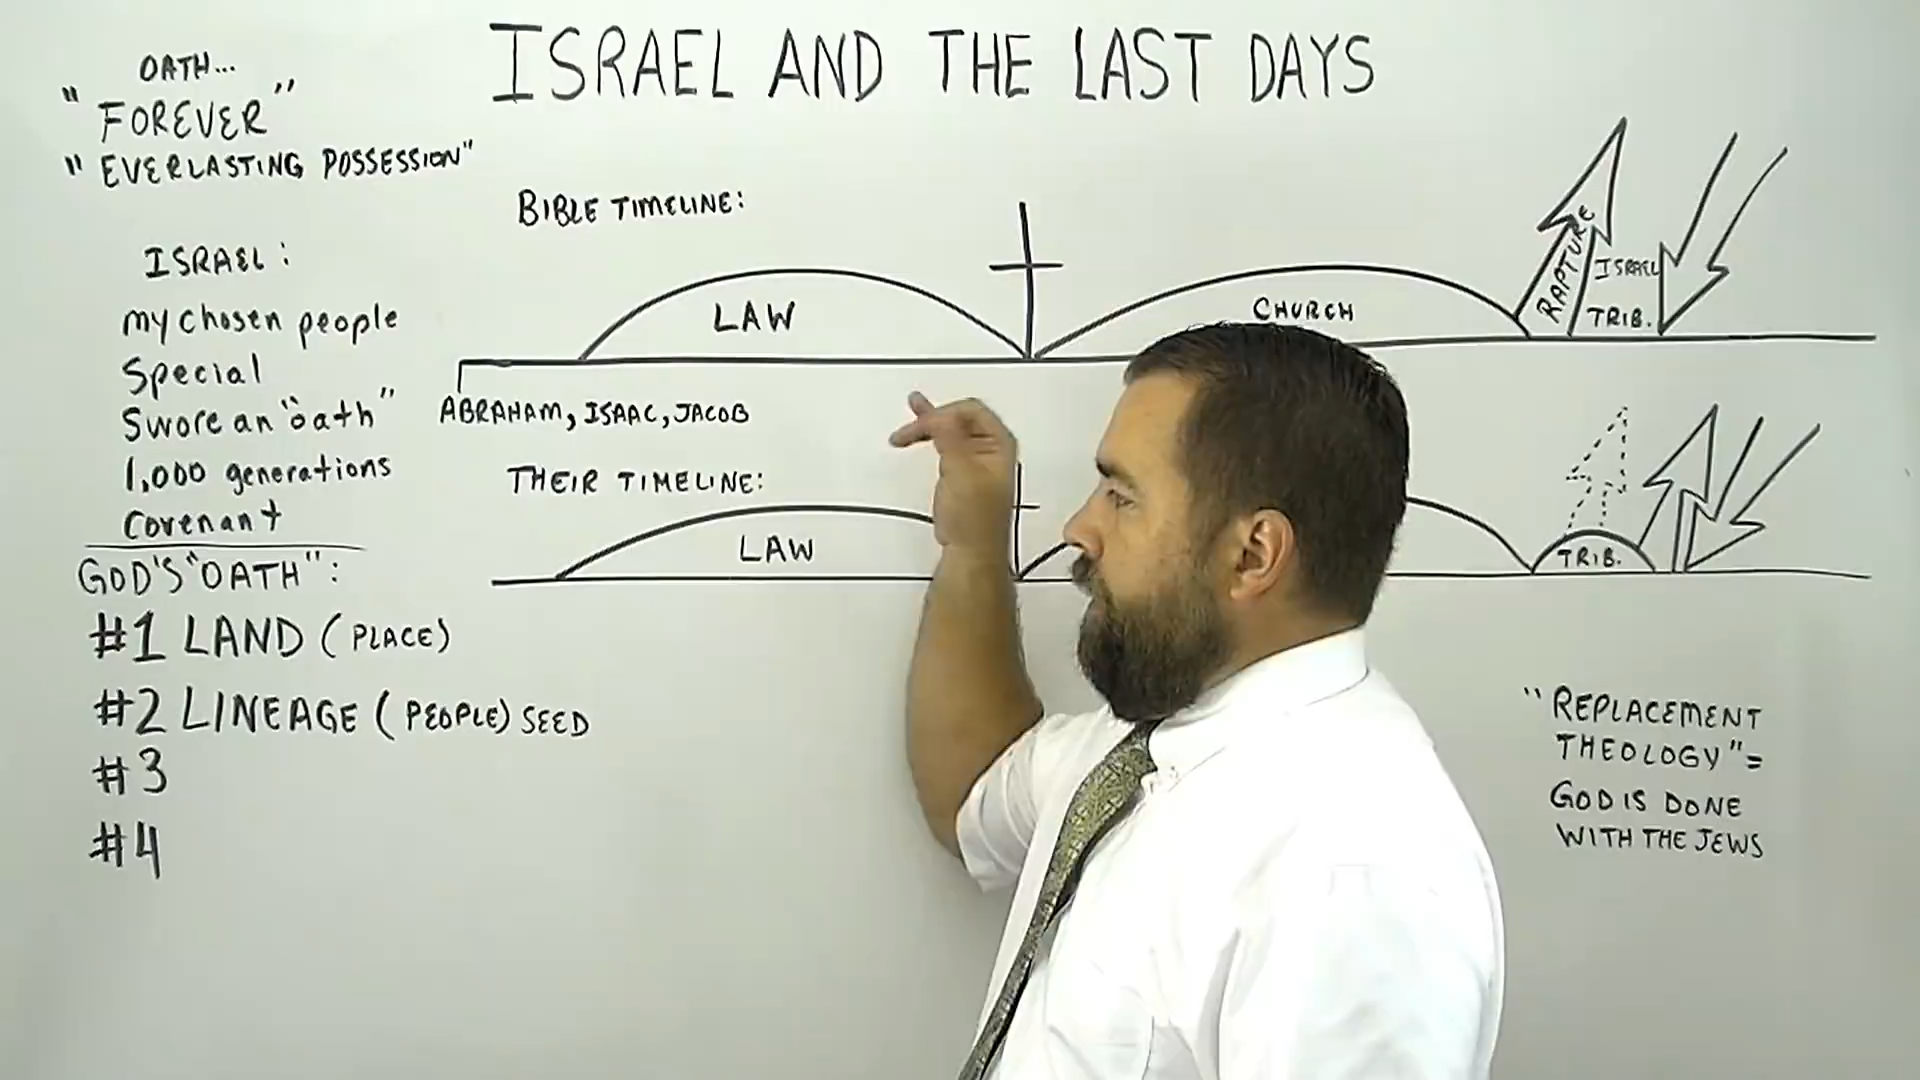 ISRAEL AND THE LAST DAYS
OATH...
"FOREVER"
"EVERLASTING POSSESSION"
ISRAEL:
my chosen people
Special
Swore an "oath"
1,000 generations
Covenant
GOD'S "OATH":
#1 LAND (PLACE)
#2 LINEAGE (PEOPLE) SEED
#3
#4
BIBLE TIMELINE:
LAW
CHURCH
RAPTURE
ISRAEL
TRIB.
ABRAHAM, ISAAC, JACOB
THEIR TIMELINE:
LAW
TRIB.
"REPLACEMENT
THEOLOGY" =
GOD IS DONE
WITH THE JEWS